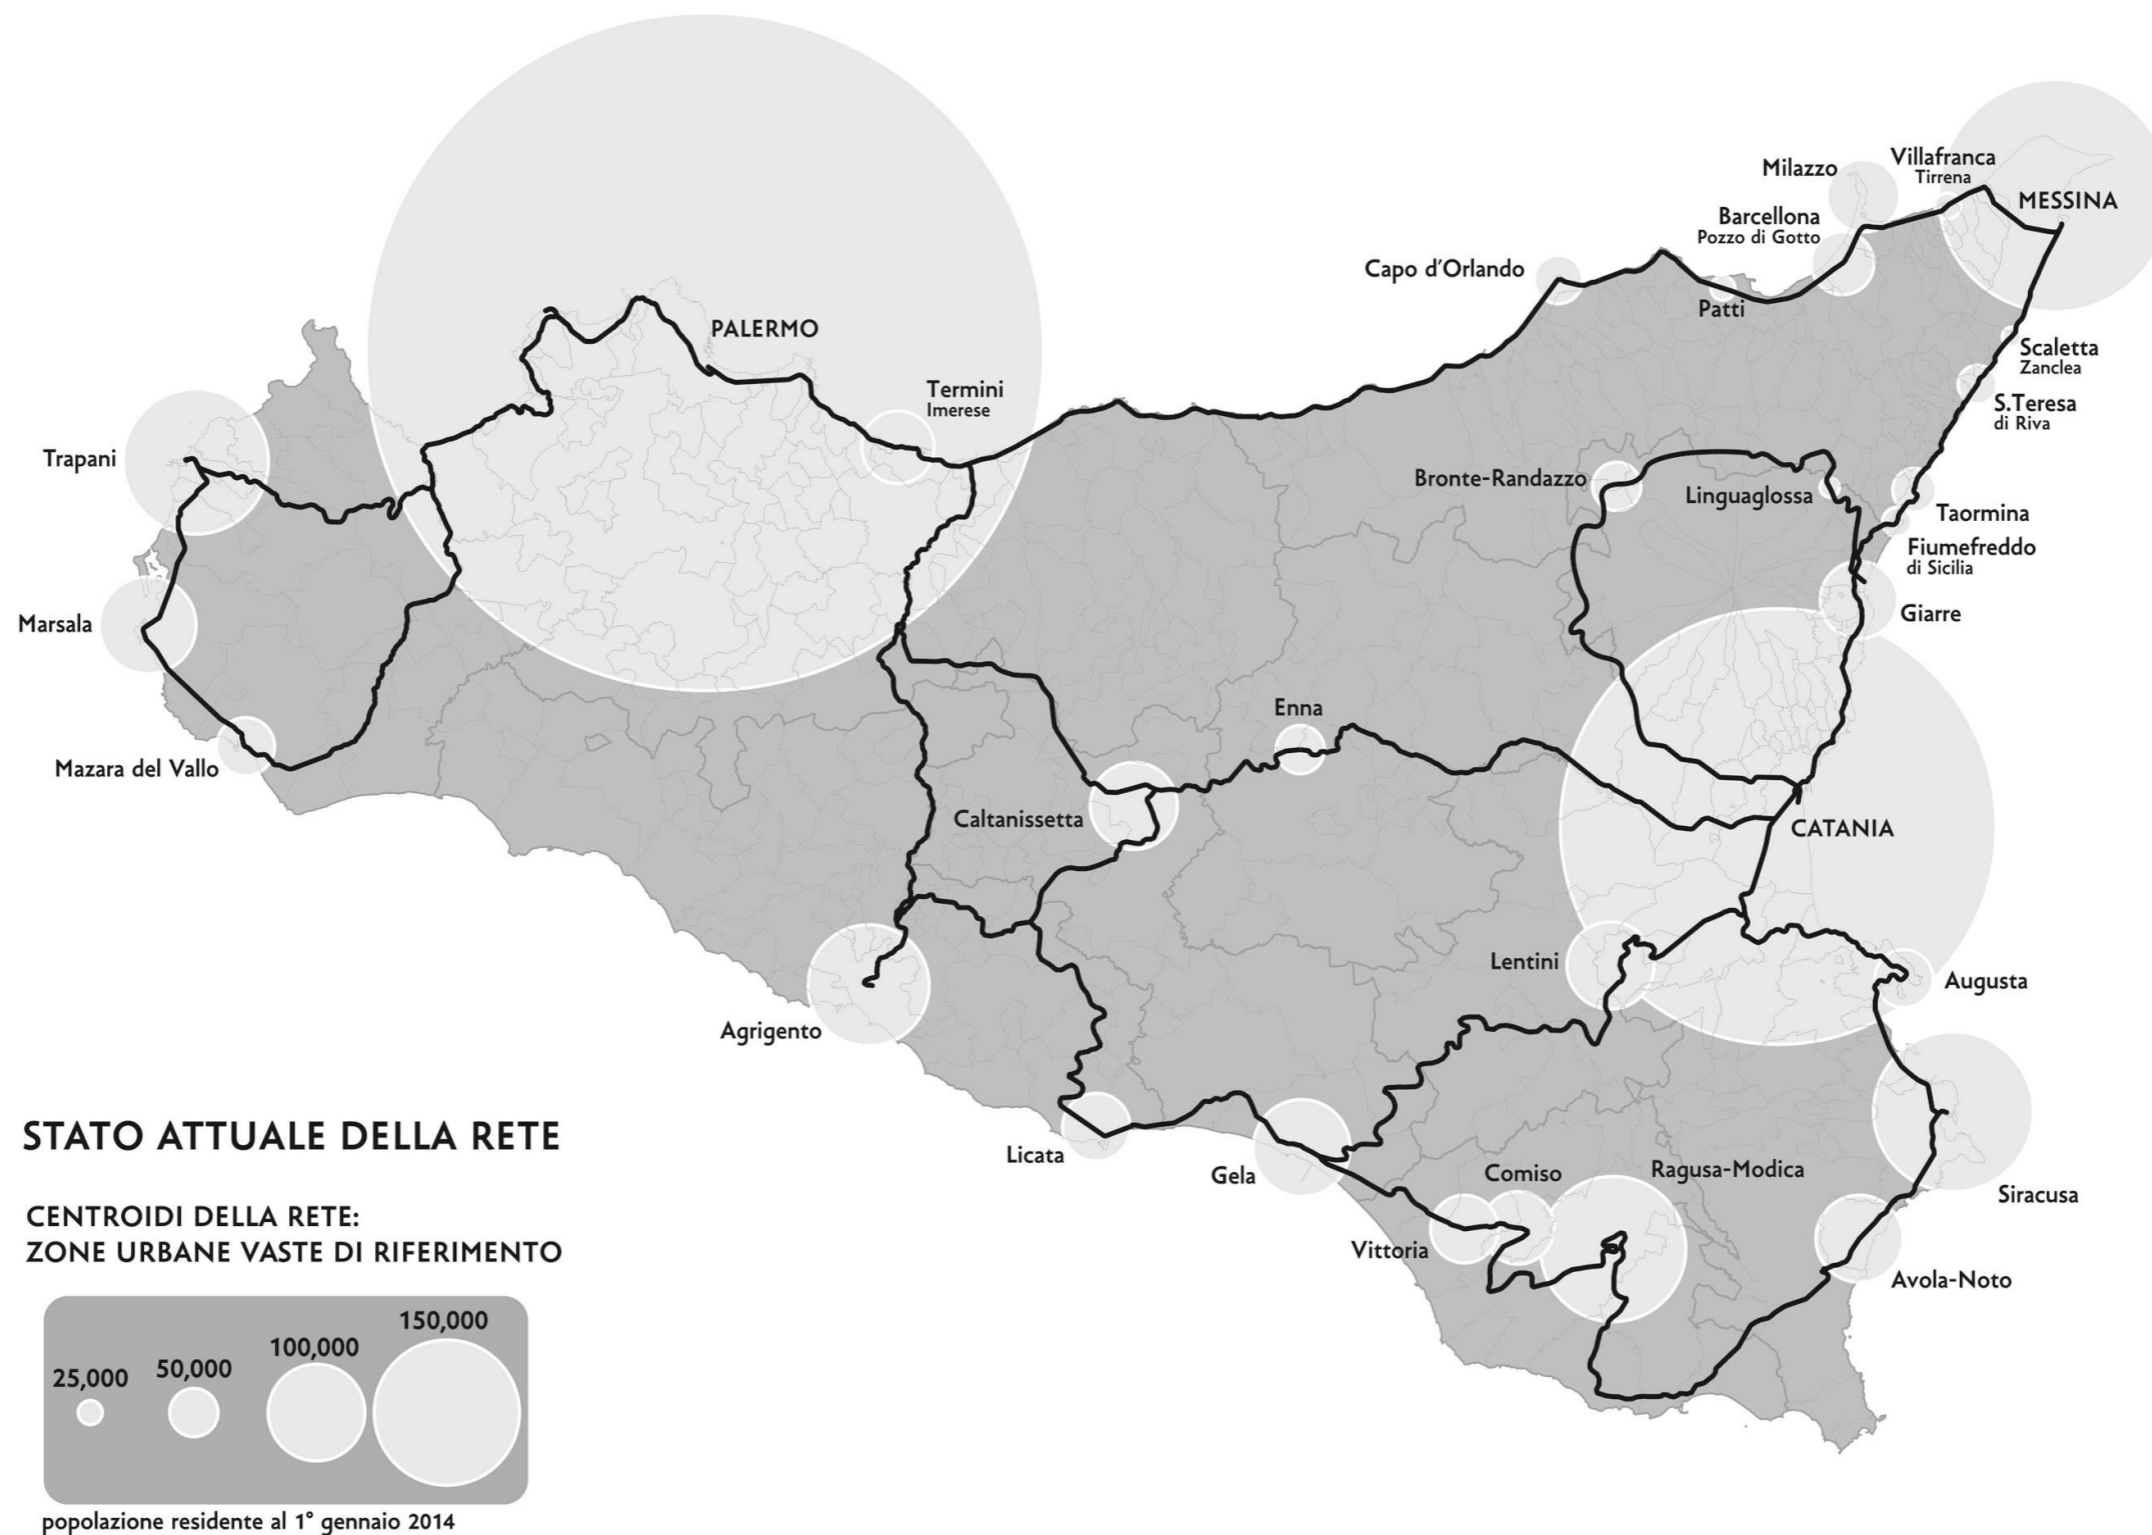 Milazzo
Villafranca
Tirrena
MESSINA
Barcellona
Pozzo di Gotto
Capo d'Orlando
Patti
PALERMO
Scaletta
Zanclea
Termini
Imerese
S.Teresa
di Riva
Trapani
Bronte-Randazzo
Linguaglossa
Taormina
Fiumefreddo
di Sicilia
Marsala
Giarre
Enna
Mazara del Vallo
Caltanissetta
CATANIA
Lentini
Augusta
Agrigento
Licata
Gela
Comiso
Ragusa-Modica
Siracusa
Vittoria
Avola-Noto
STATO ATTUALE DELLA RETE
CENTROIDI DELLA RETE:
ZONE URBANE VASTE DI RIFERIMENTO
25,000
50,000
100,000
150,000
popolazione residente al 1° gennaio 2014